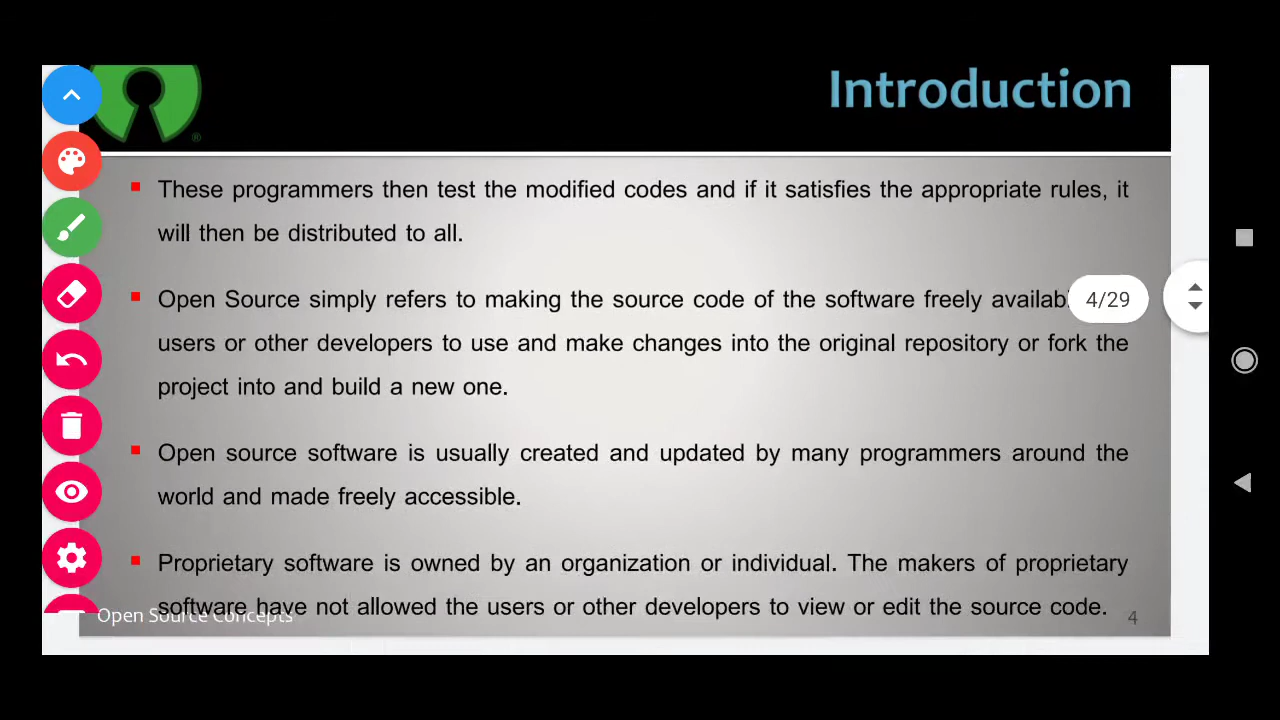 Introduction
®
These programmers then test the modified codes and if it satisfies the appropriate rules, it
will then be distributed to all.
Open Source simply refers to making the source code of the software freely
4/29
users or other developers to use and make changes into the original repository or fork the
project into and build a new one.
Open source software is usually created and updated by many programmers around the
world and made freely accessible.
Proprietary software is owned by an organization or individual. The makers of proprietary
software have not allowed the users or other developers to view or edit the source code.
Open Source Concepts
4